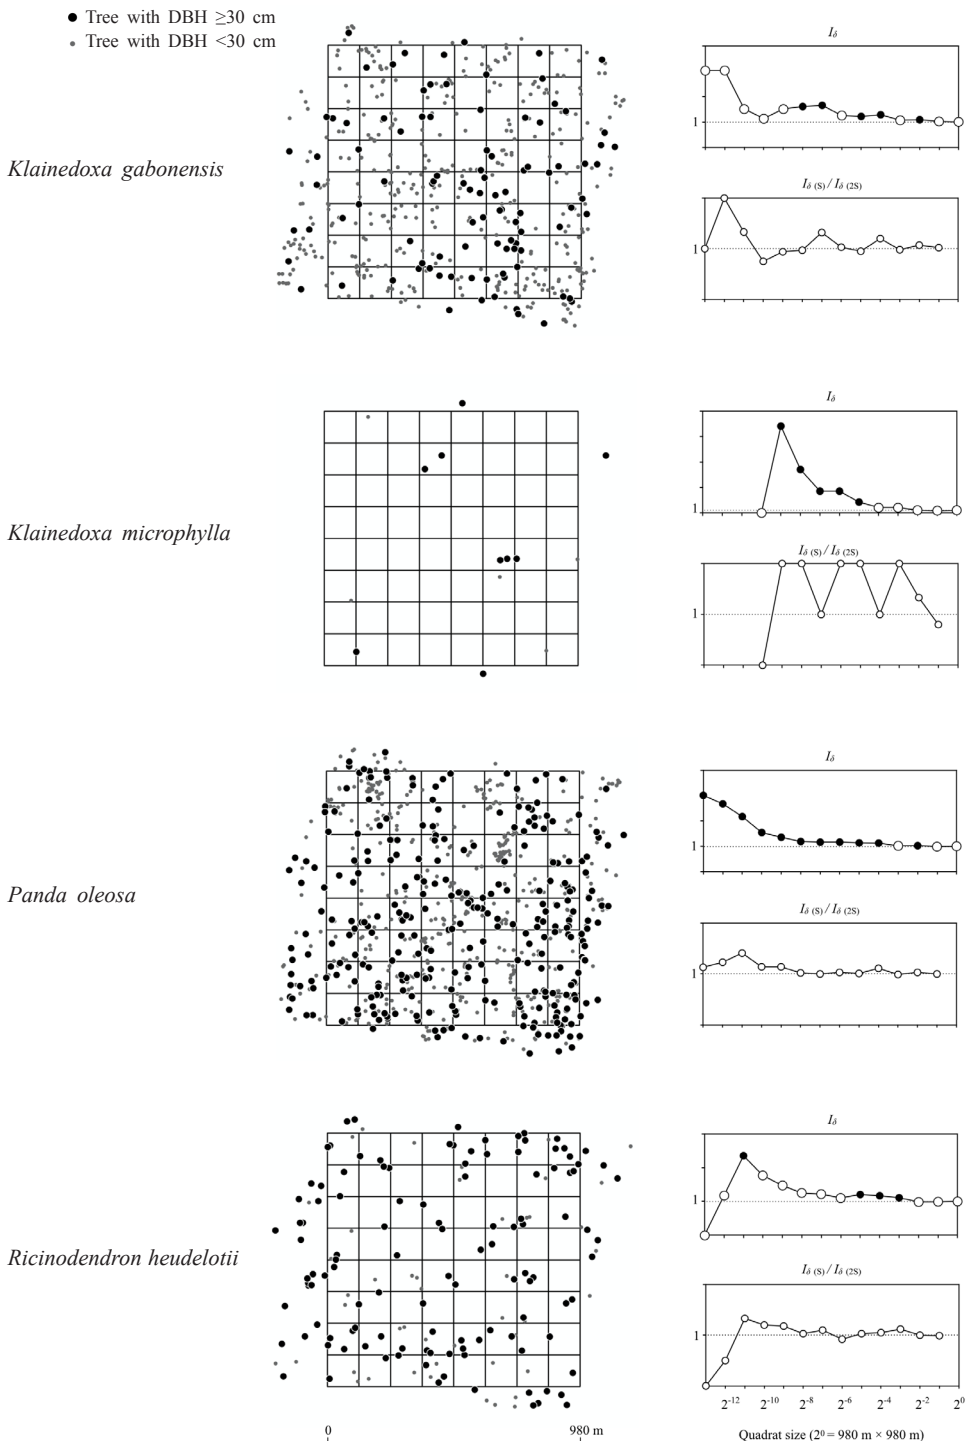 ● Tree with DBH ≥30 cm
● Tree with DBH <30 cm
Klainedoxa gabonensis
Iδ
1
Iδ (S) / Iδ (2S)
1
Klainedoxa microphylla
Iδ
1
Iδ (S) / Iδ (2S)
1
Panda oleosa
Iδ
1
Iδ (S) / Iδ (2S)
1
Ricinodendron heudelotii
Iδ
1
Iδ (S) / Iδ (2S)
1
2⁻¹² 2⁻¹⁰ 2⁻⁸ 2⁻⁶ 2⁻⁴ 2⁻² 2⁰
0 980 m
Quadrat size (2⁰ = 980 m × 980 m)